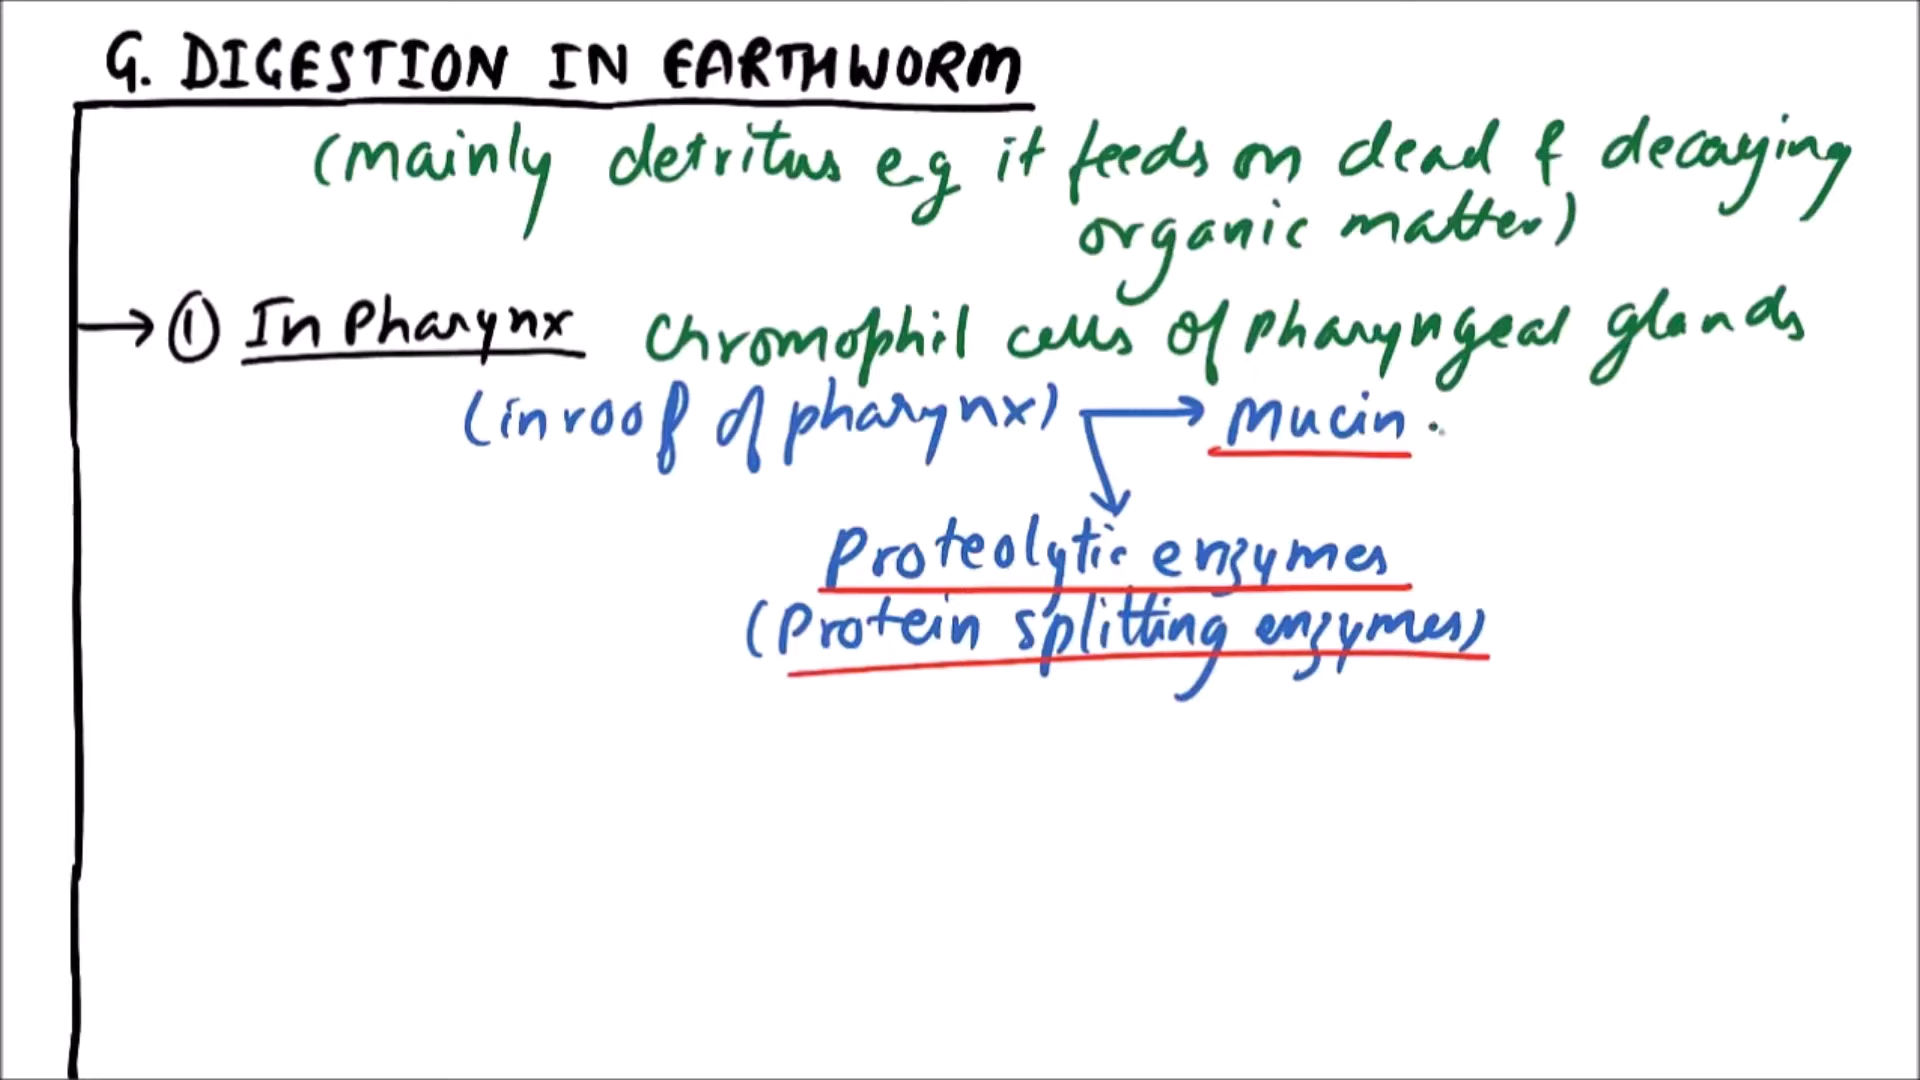 G. DIGESTION IN EARTHWORM
(mainly detritus e.g it feeds on dead & decaying
organic matter)
→ ① In Pharynx Chromophil cells of pharyngeal glands
(in roof of pharynx) → Mucin.
Proteolytic enzymes
(Protein splitting enzymes)